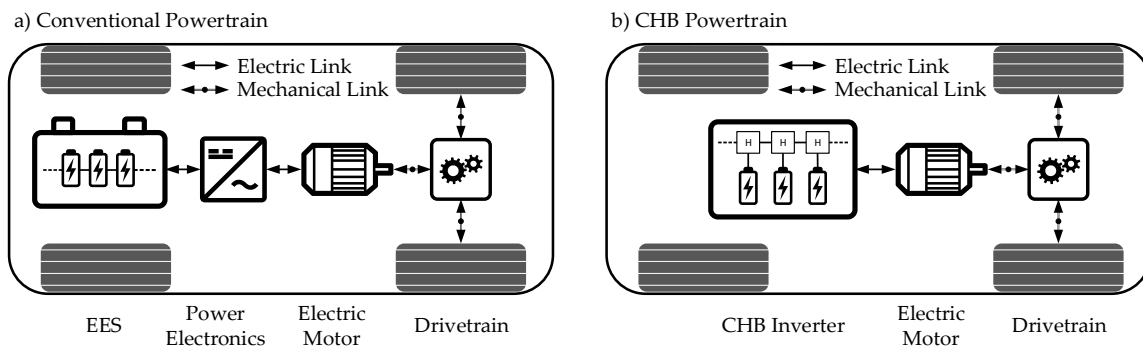 a) Conventional Powertrain
Electric Link
Mechanical Link
EES
Power
Electronics
Electric
Motor
Drivetrain
b) CHB Powertrain
Electric Link
Mechanical Link
H H H
CHB Inverter
Electric
Motor
Drivetrain